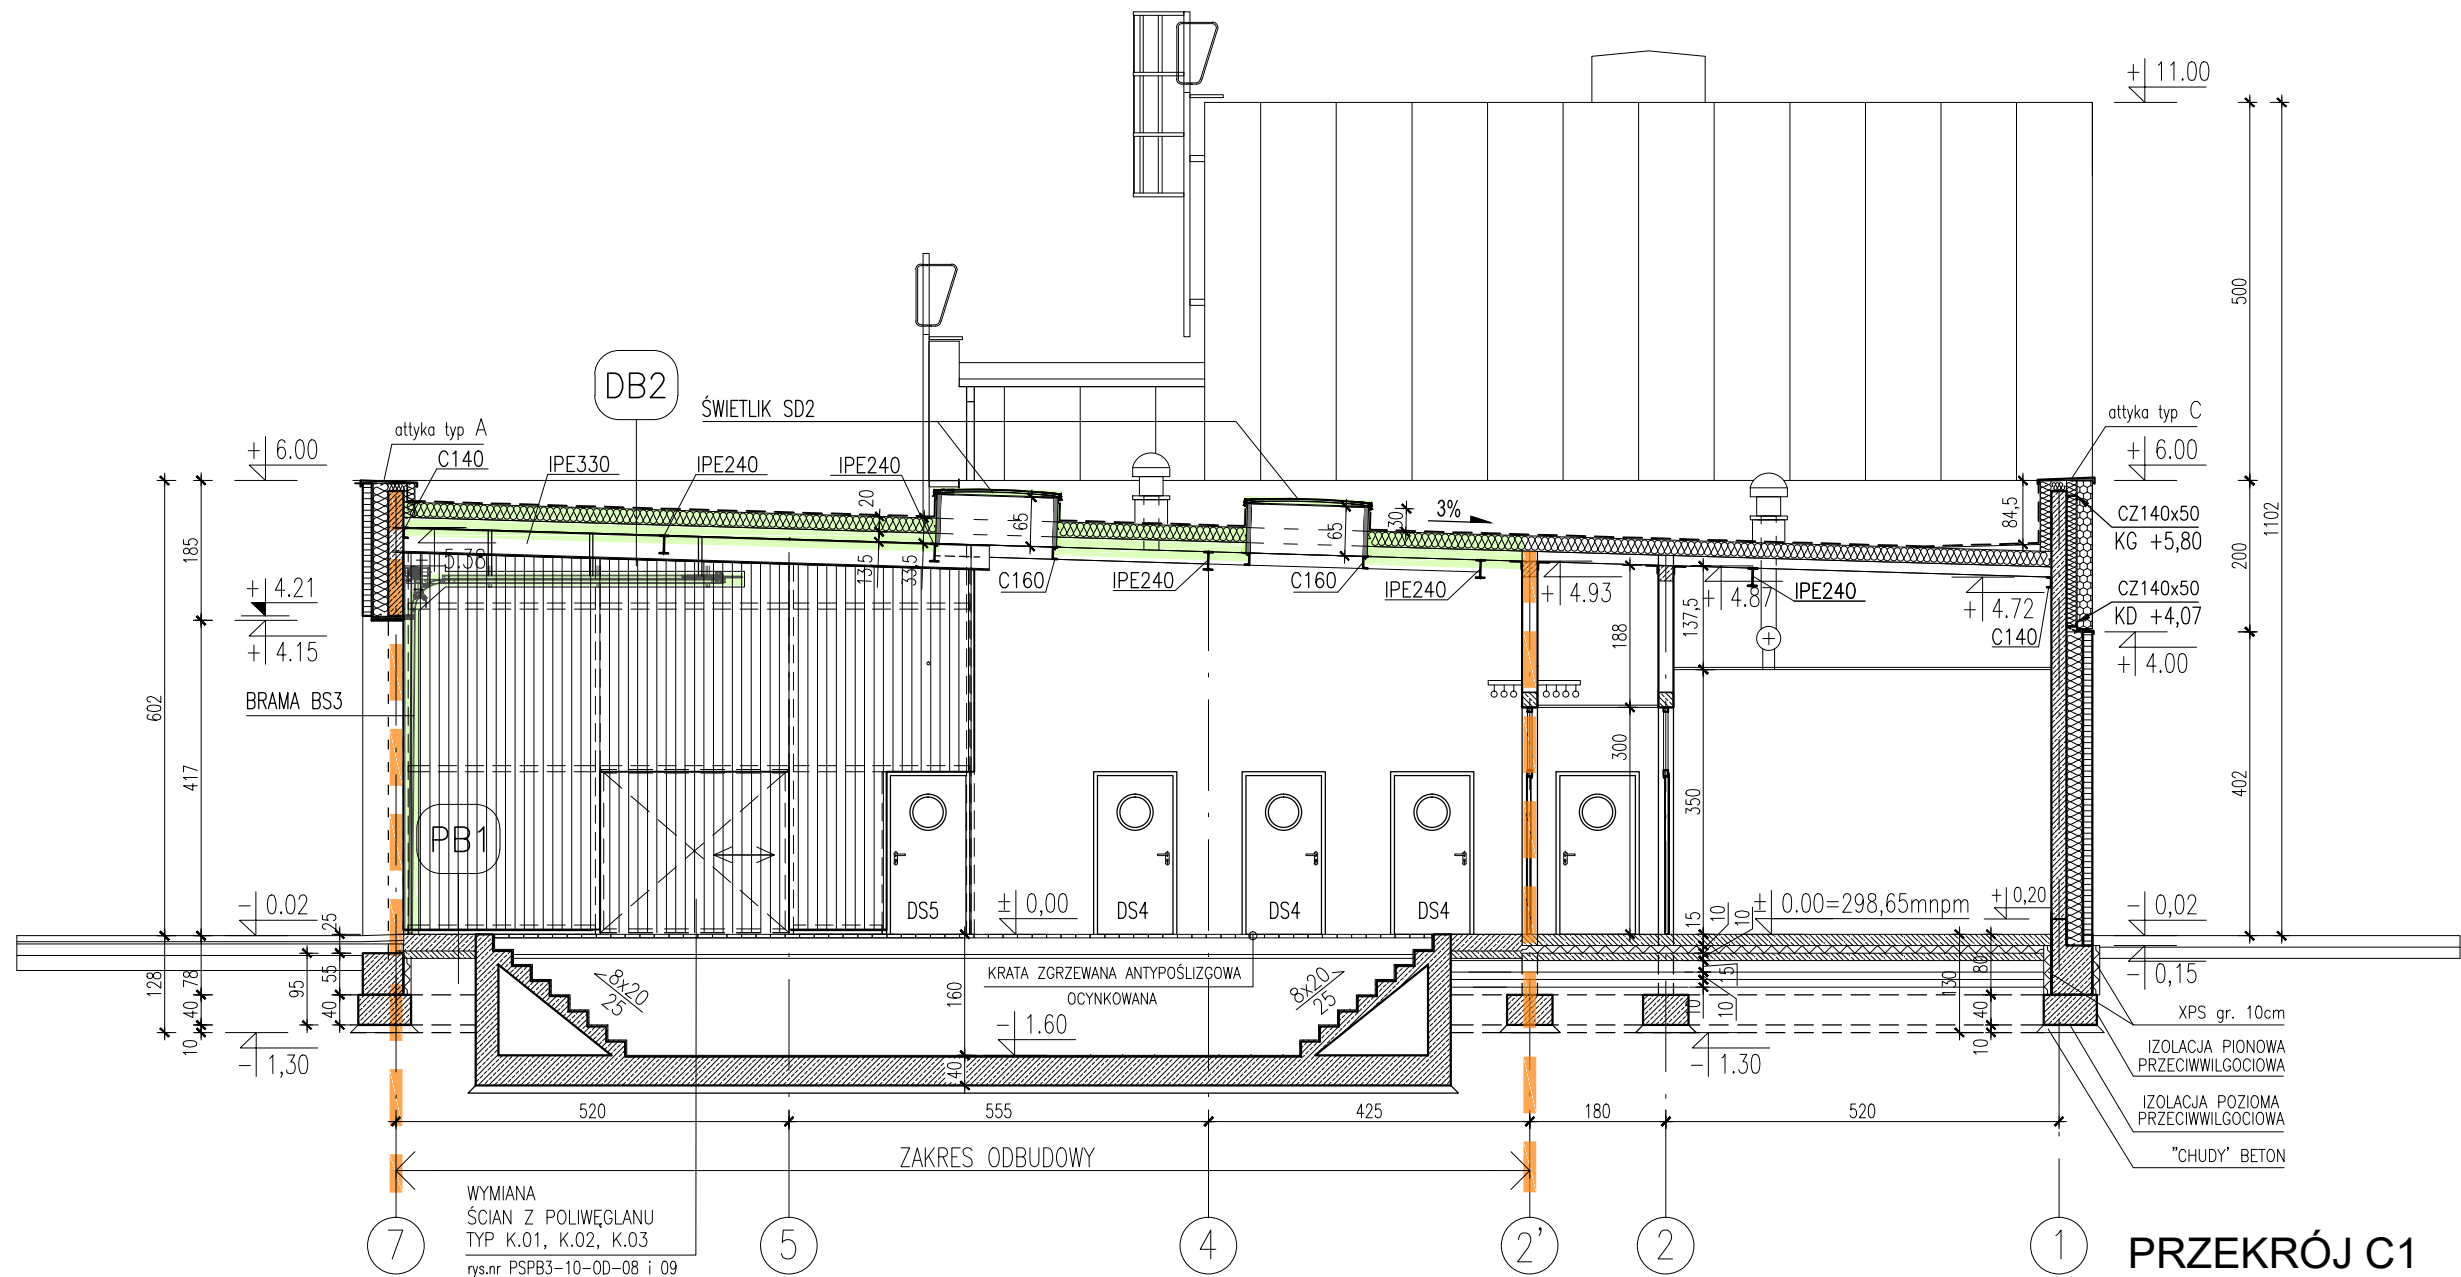 + 11.00
500
1102
DB2
ŚWIETLIK SD2
attyka typ A
attyka typ C
+ 6.00
C140
IPE330
IPE240
IPE240
+ 6.00
20
65
30
3%
65
84,5
CZ140x50
KG +5,80
185
5.38
13,5
33,5
C160
IPE240
C160
IPE240
+ 4.93
+ 4.87
IPE240
+ 4.72
C140
200
CZ140x50
KD +4,07
+ 4.21
+ 4.15
137,5
188
+ 4.00
602
BRAMA BS3
417
300
350
402
PB1
- 0.02
25
DS5
± 0,00
DS4
DS4
DS4
15
10
10
± 0.00=298,65mnpm
+ 0,20
- 0,02
128
78
40
10
95
55
40
8x20
25
160
KRATA ZGRZEWANA ANTYPOŚLIZGOWA
OCYNKOWANA
8x20
25
15
10
10
130
80
40
10
- 0,15
- 1,30
- 1.60
40
- 1.30
XPS gr. 10cm
IZOLACJA PIONOWA
PRZECIWWILGOCIOWA
IZOLACJA POZIOMA
PRZECIWWILGOCIOWA
"CHUDY' BETON
520
555
425
180
520
ZAKRES ODBUDOWY
WYMIANA
ŚCIAN Z POLIWĘGLANU
TYP K.01, K.02, K.03
rys.nr PSPB3-10-OD-08 i 09
7
5
4
2'
2
1
PRZEKRÓJ C1